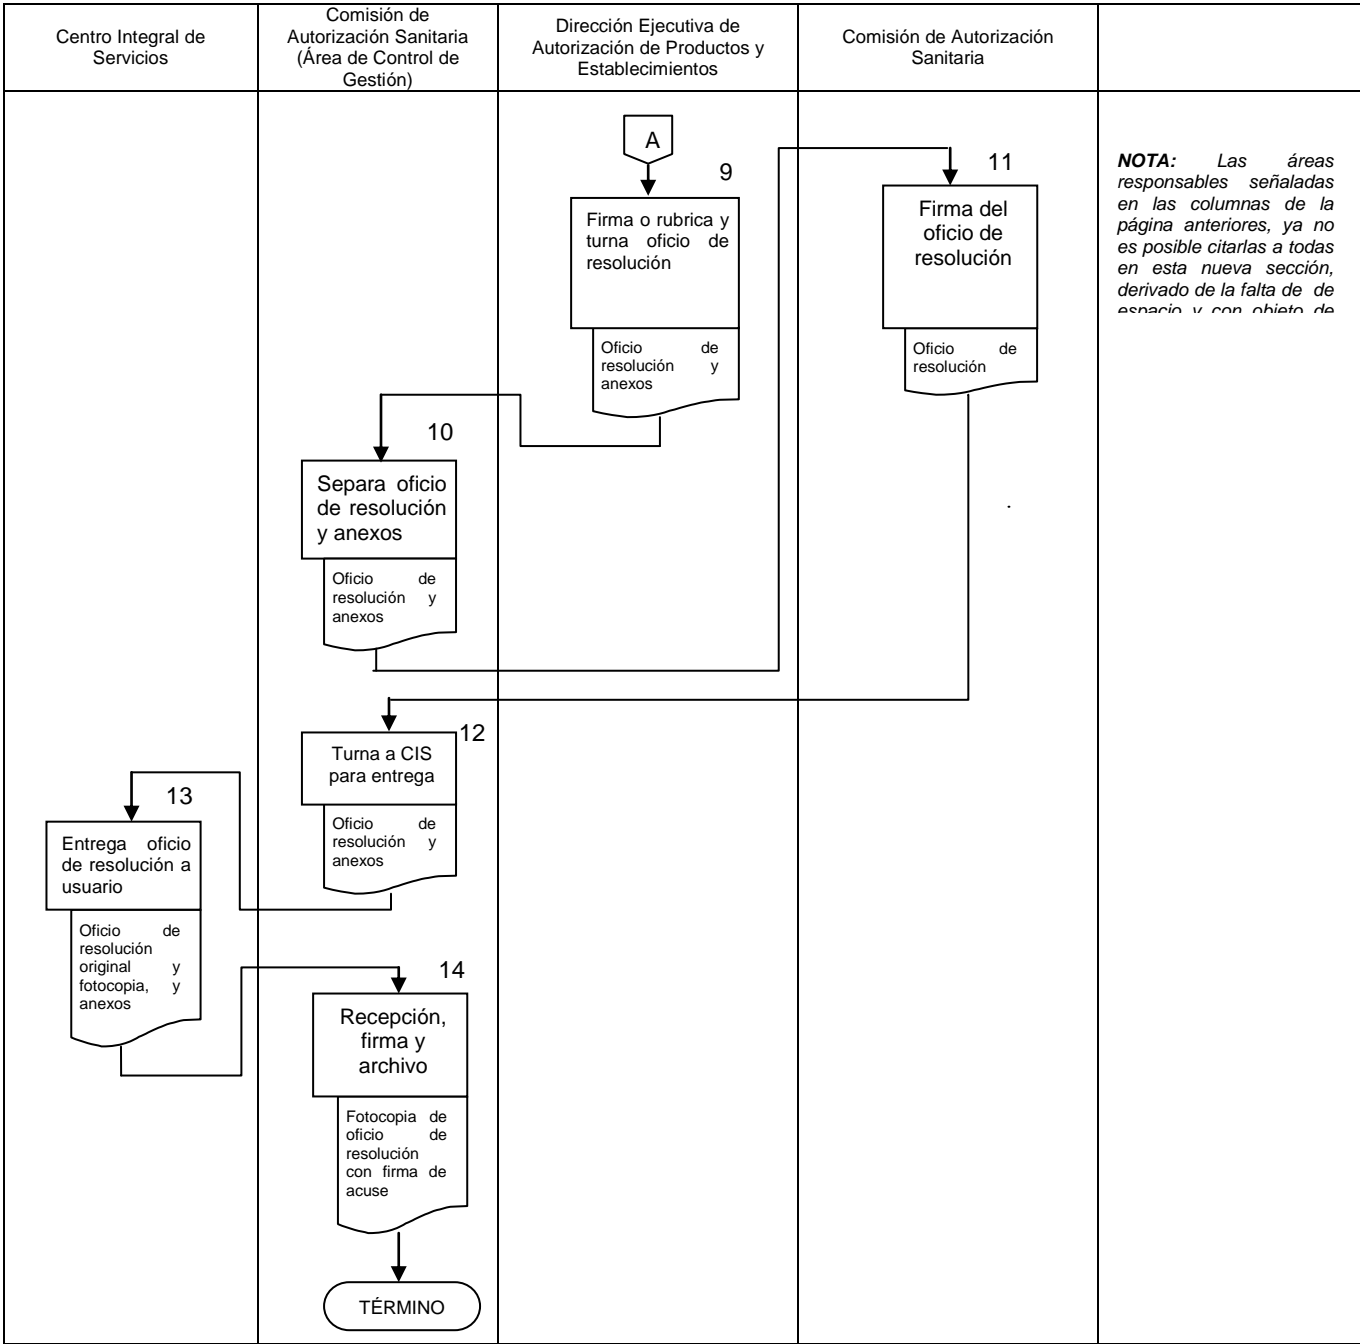 Centro Integral de
Servicios
Comisión de
Autorización Sanitaria
(Área de Control de
Gestión)
Dirección Ejecutiva de
Autorización de Productos y
Establecimientos
Comisión de Autorización
Sanitaria
A
9
Firma o rubrica y
turna oficio de
resolución
Oficio de
resolución y
anexos
11
Firma del
oficio de
resolución
Oficio de
resolución
NOTA: Las áreas
responsables señaladas
en las columnas de la
página anteriores, ya no
es posible citarlas a todas
en esta nueva sección,
derivado de la falta de de
espacio y con objeto de
10
Separa oficio
de resolución
y anexos
Oficio de
resolución y
anexos
.
12
Turna a CIS
para entrega
Oficio de
resolución y
anexos
13
Entrega oficio
de resolución a
usuario
Oficio de
resolución
original y
fotocopia, y
anexos
14
Recepción,
firma y
archivo
Fotocopia de
oficio de
resolución
con firma de
acuse
TÉRMINO